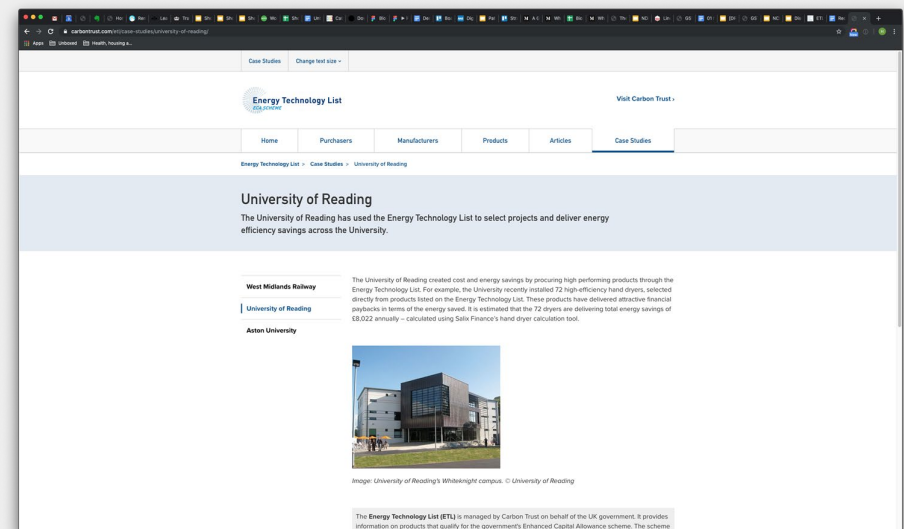 carbontrust.com/etl/case-studies/university-of-reading/
Apps Unboxed Health, housing a...
Case Studies Change text size
Energy Technology List
ECA SCHEME
Visit Carbon Trust ›
Home Purchasers Manufacturers Products Articles Case Studies
Energy Technology List > Case Studies > University of Reading
University of Reading
The University of Reading has used the Energy Technology List to select projects and deliver energy
efficiency savings across the University.
West Midlands Railway
University of Reading
Aston University
The University of Reading created cost and energy savings by procuring high performing products through the
Energy Technology List. For example, the University recently installed 72 high-efficiency hand dryers, selected
directly from products listed on the Energy Technology List. These products have delivered attractive financial
paybacks in terms of the energy saved. It is estimated that the 72 dryers are delivering total energy savings of
£8,022 annually – calculated using Salix Finance's hand dryer calculation tool.
Image: University of Reading's Whiteknight campus. © University of Reading
The Energy Technology List (ETL) is managed by Carbon Trust on behalf of the UK government. It provides
information on products that qualify for the government's Enhanced Capital Allowance scheme. The scheme